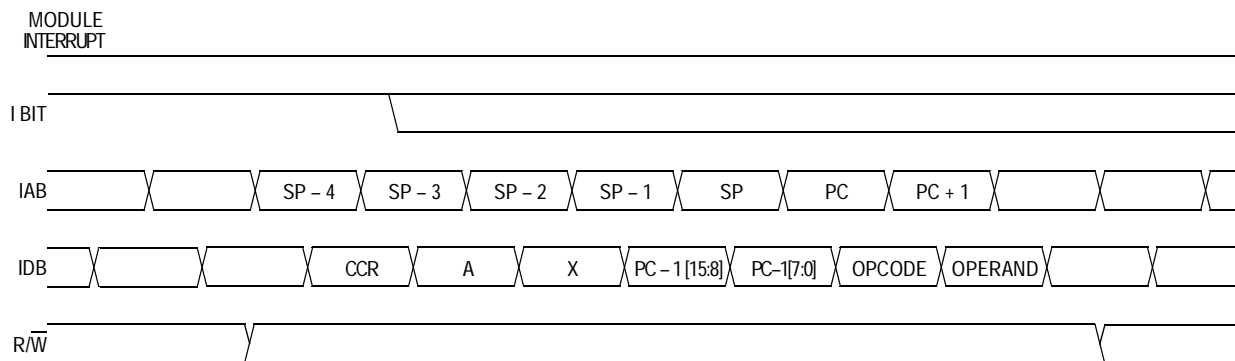 MODULE
INTERRUPT
I BIT
IAB SP – 4 SP – 3 SP – 2 SP – 1 SP PC PC + 1
IDB CCR A X PC – 1 [15:8] PC–1[7:0] OPCODE OPERAND
R/W̅